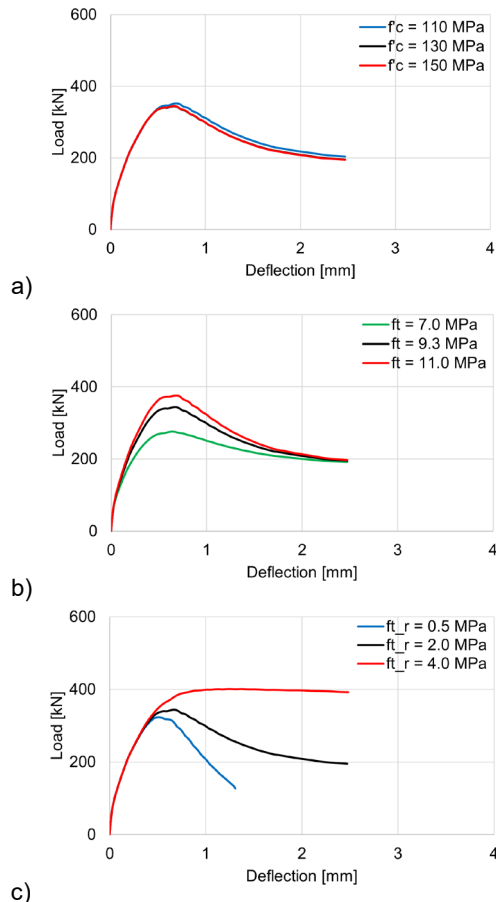 600
f'c = 110 MPa
f'c = 130 MPa
f'c = 150 MPa
400
Load [kN]
200
0
0 1 2 3 4
Deflection [mm]
a)
600
ft = 7.0 MPa
ft = 9.3 MPa
ft = 11.0 MPa
400
Load [kN]
200
0
0 1 2 3 4
Deflection [mm]
b)
600
ft_r = 0.5 MPa
ft_r = 2.0 MPa
ft_r = 4.0 MPa
400
Load [kN]
200
0
0 1 2 3 4
Deflection [mm]
c)